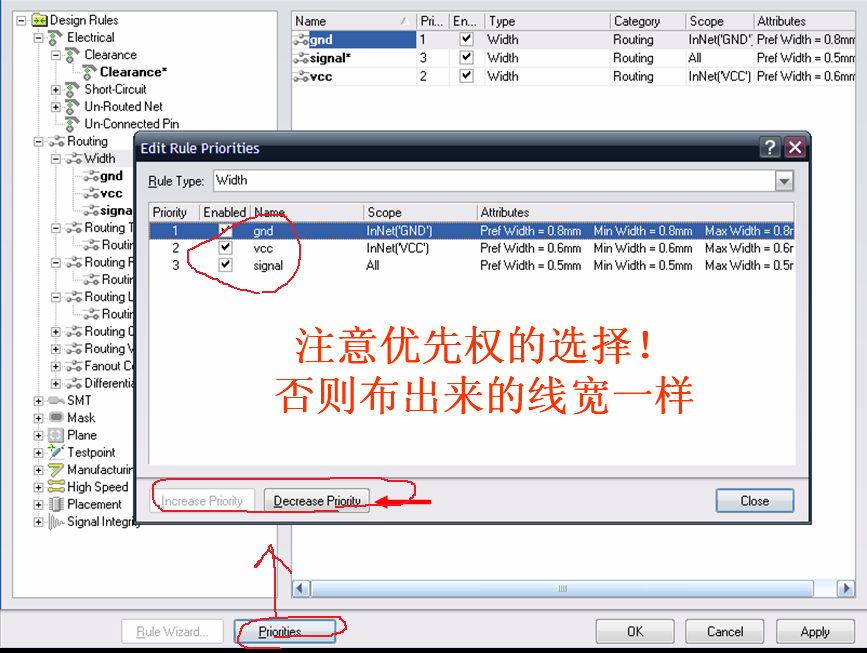 Design Rules
Electrical
Clearance
Clearance*
Short-Circuit
Un-Routed Net
Un-Connected Pin
Routing
Width
gnd
vcc
signa
Routing T
Routin
Routing P
Routin
Routing L
Routin
Routing C
Routing V
Fanout Co
Differentia
SMT
Mask
Plane
Testpoint
Manufacturin
High Speed
Placement
Signal Integrity
Name Pri... En... Type Category Scope Attributes
gnd 1 Width Routing InNet('GND') Pref Width = 0.8mm
signal* 3 Width Routing All Pref Width = 0.5mm
vcc 2 Width Routing InNet('VCC') Pref Width = 0.6mm
Edit Rule Priorities
Rule Type: Width
Priority Enabled Name Scope Attributes
1 gnd InNet('GND') Pref Width = 0.8mm Min Width = 0.8mm Max Width = 0.8r
2 vcc InNet('VCC') Pref Width = 0.6mm Min Width = 0.6mm Max Width = 0.6r
3 signal All Pref Width = 0.5mm Min Width = 0.5mm Max Width = 0.5r
注意优先权的选择！
否则布出来的线宽一样
Increase Priority Decrease Priority Close
Rule Wizard... Priorities... OK Cancel Apply